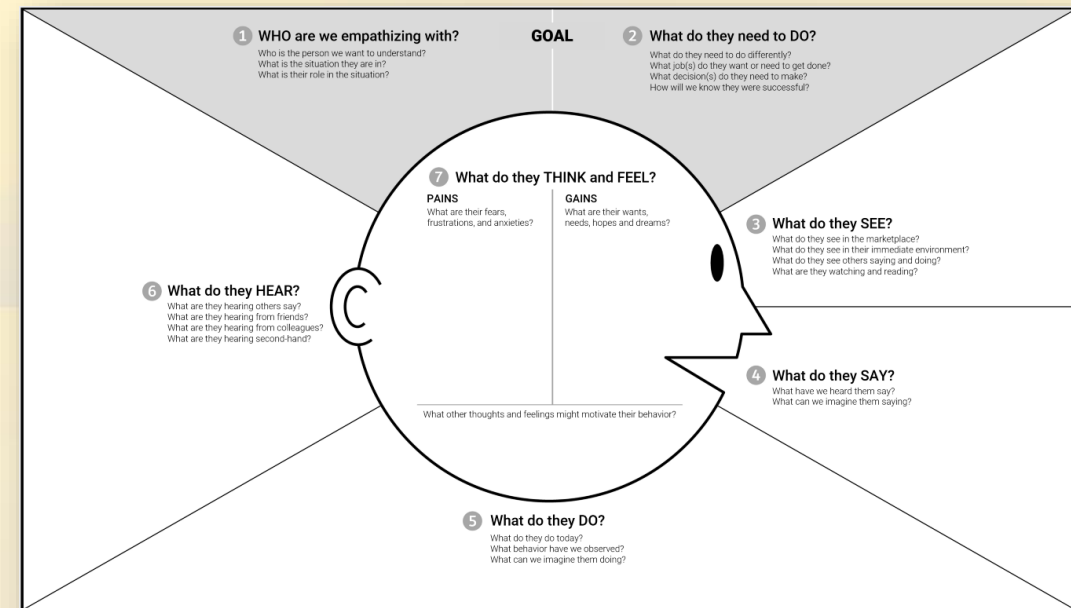 GOAL
1 WHO are we empathizing with?
Who is the person we want to understand?
What is the situation they are in?
What is their role in the situation?
2 What do they need to DO?
What do they need to do differently?
What job(s) do they want or need to get done?
What decision(s) do they need to make?
How will we know they were successful?
3 What do they SEE?
What do they see in the marketplace?
What do they see in their immediate environment?
What do they see others saying and doing?
What are they watching and reading?
4 What do they SAY?
What have we heard them say?
What can we imagine them saying?
5 What do they DO?
What do they do today?
What behavior have we observed?
What can we imagine them doing?
6 What do they HEAR?
What are they hearing others say?
What are they hearing from friends?
What are they hearing from colleagues?
What are they hearing second-hand?
7 What do they THINK and FEEL?
PAINS
What are their fears,
frustrations, and anxieties?
GAINS
What are their wants,
needs, hopes and dreams?
What other thoughts and feelings might motivate their behavior?